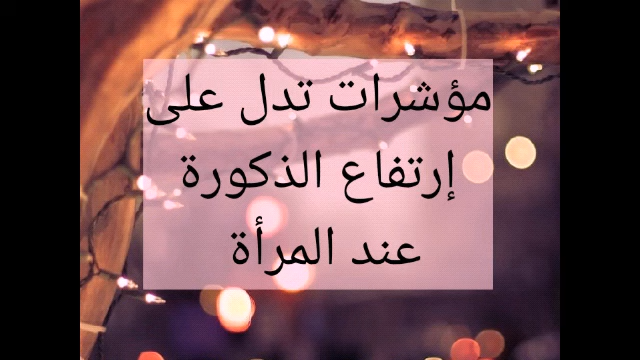 مؤشرات تدل على
إرتفاع الذكورة
عند المرأة